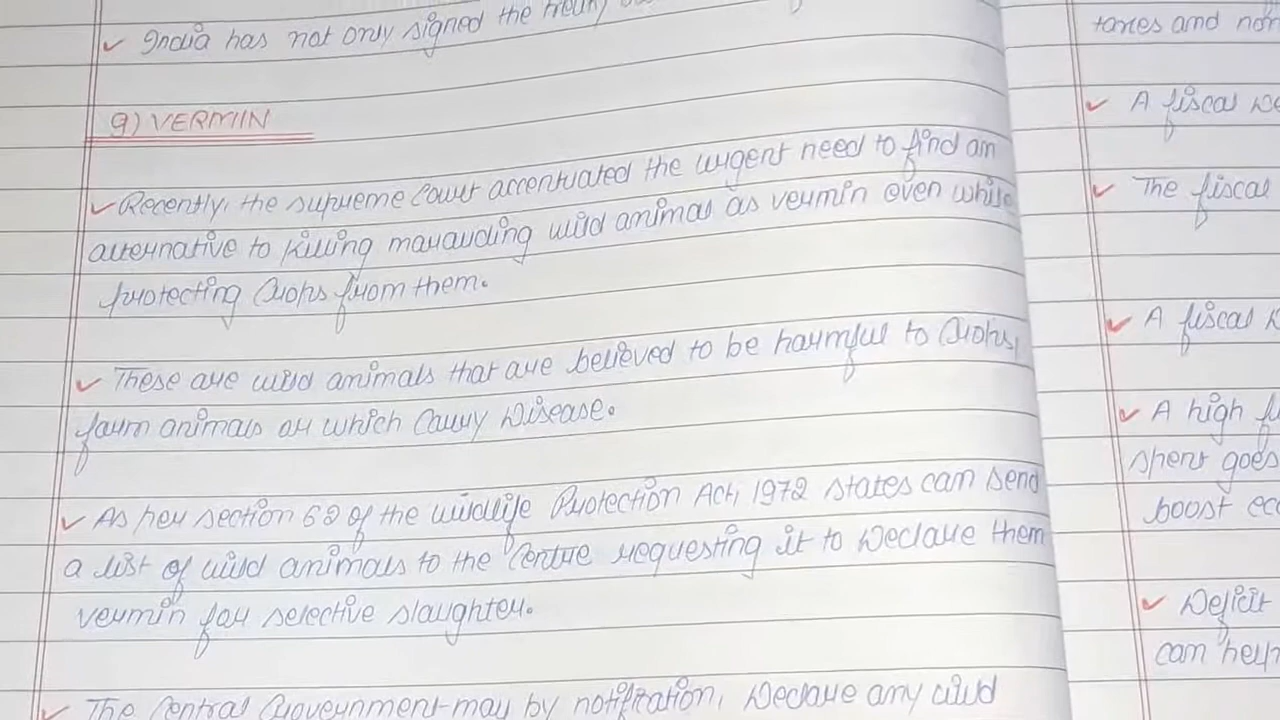 ✓ India has not only signed the treaty
9) VERMIN
✓ Recently, the supreme Court accentuated the urgent need to find an
alternative to killing marauding wild animal as vermin even while
protecting Crops from them.
✓ These are wild animals that are believed to be harmful to Crops,
farm animals or which Carry Disease.
✓ As per section 62 of the wildlife Protection Act, 1972 states can send
a list of wild animals to the Centre requesting it to Declare them
vermin for selective slaughter.
✓ The Central Government may by notification, Declare any wild
taxes and non
✓ A fiscal De
✓ The fiscal
✓ A fiscal
✓ A high
spent goes
boost ec
✓ Deficit
can help